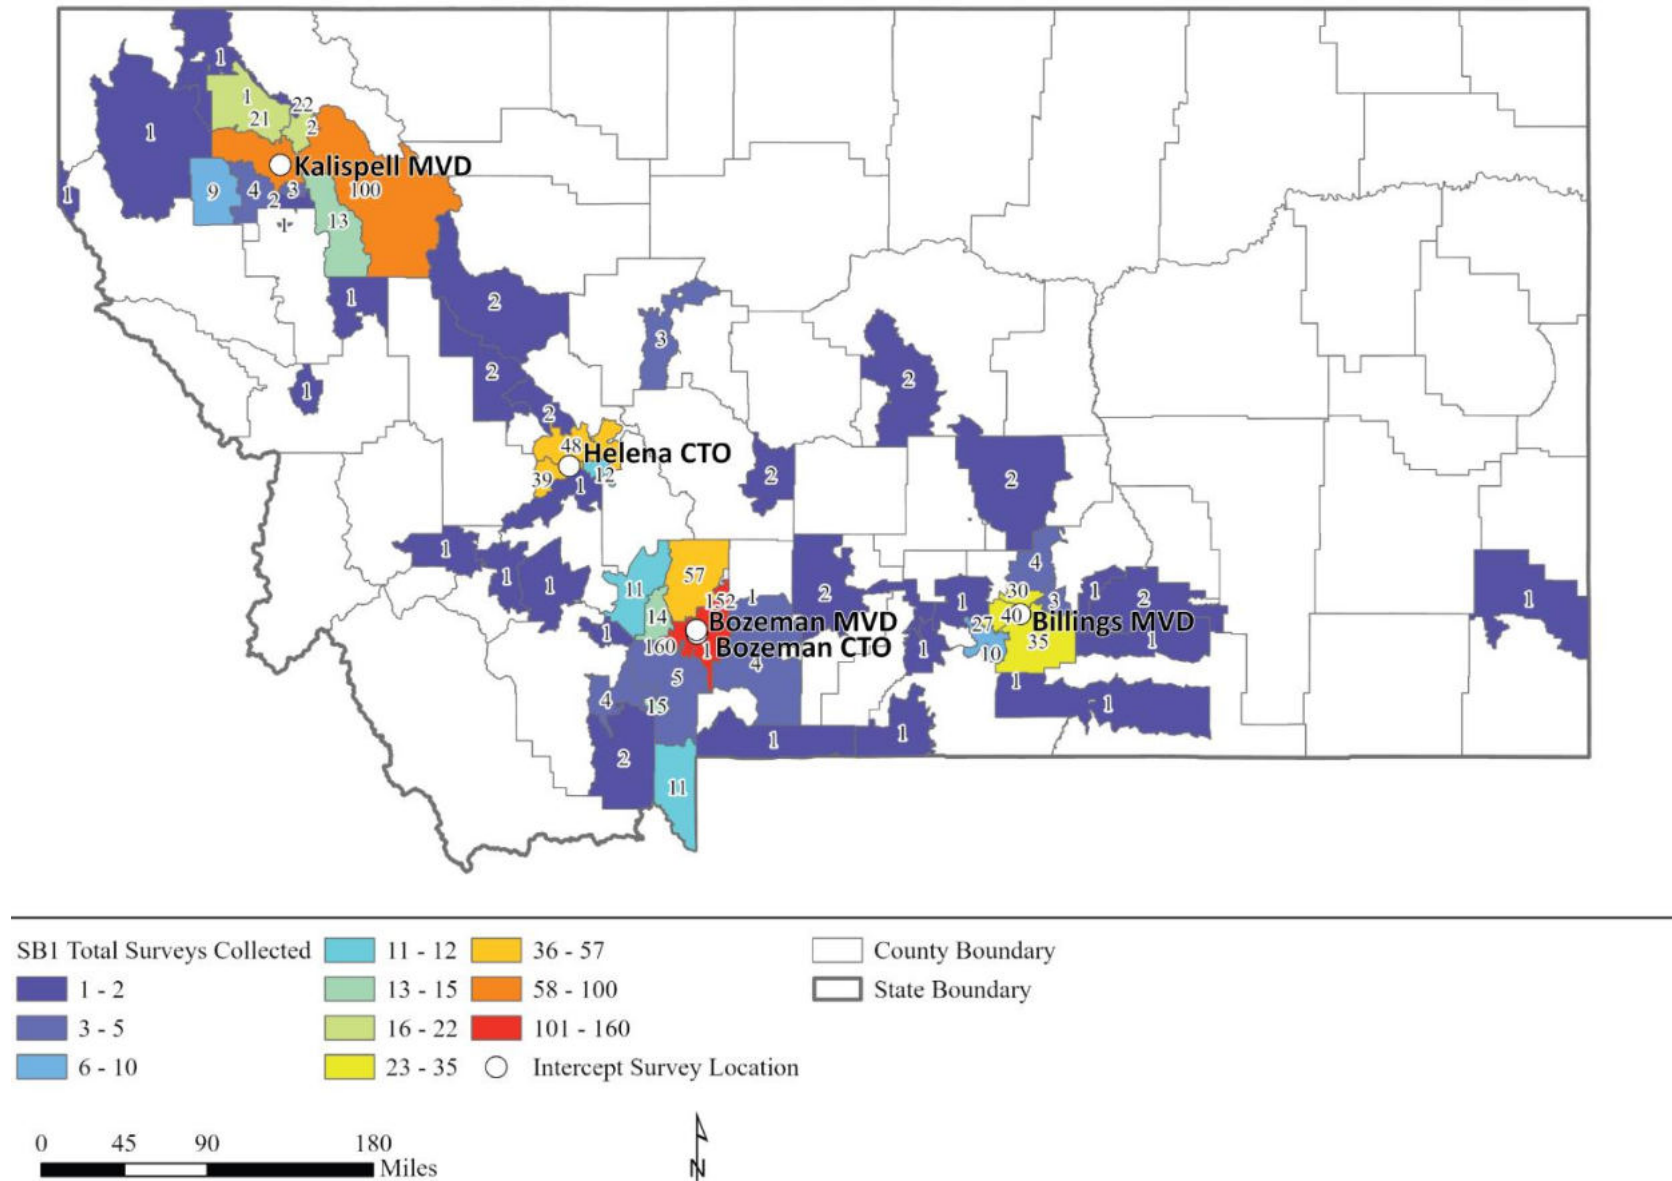 1
1
22
21
2
1
Kalispell MVD
9
4
3
100
1
2
13
1
1
2
3
2
1
2
2
48
Helena CTO
12
2
39
1
2
1
4
57
1
1
11
1
2
30
1
2
1
152
1
3
14
40
Bozeman MVD
27
Billings MVD
1
160
1
Bozeman CTO
1
10
35
1
4
5
1
4
15
1
1
1
2
11
SB1 Total Surveys Collected
1 - 2
3 - 5
6 - 10
11 - 12
13 - 15
16 - 22
23 - 35
36 - 57
58 - 100
101 - 160
Intercept Survey Location
County Boundary
State Boundary
0 45 90 180
Miles
N